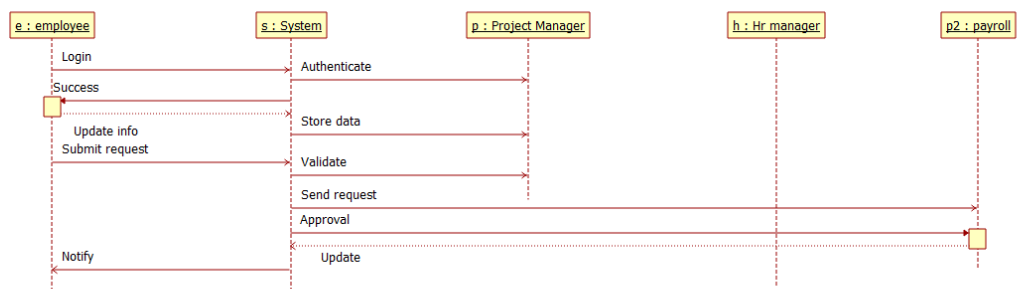 e : employee
s : System
p : Project Manager
h : Hr manager
p2 : payroll
Login
Authenticate
Success
Store data
Update info
Submit request
Validate
Send request
Approval
Notify
Update